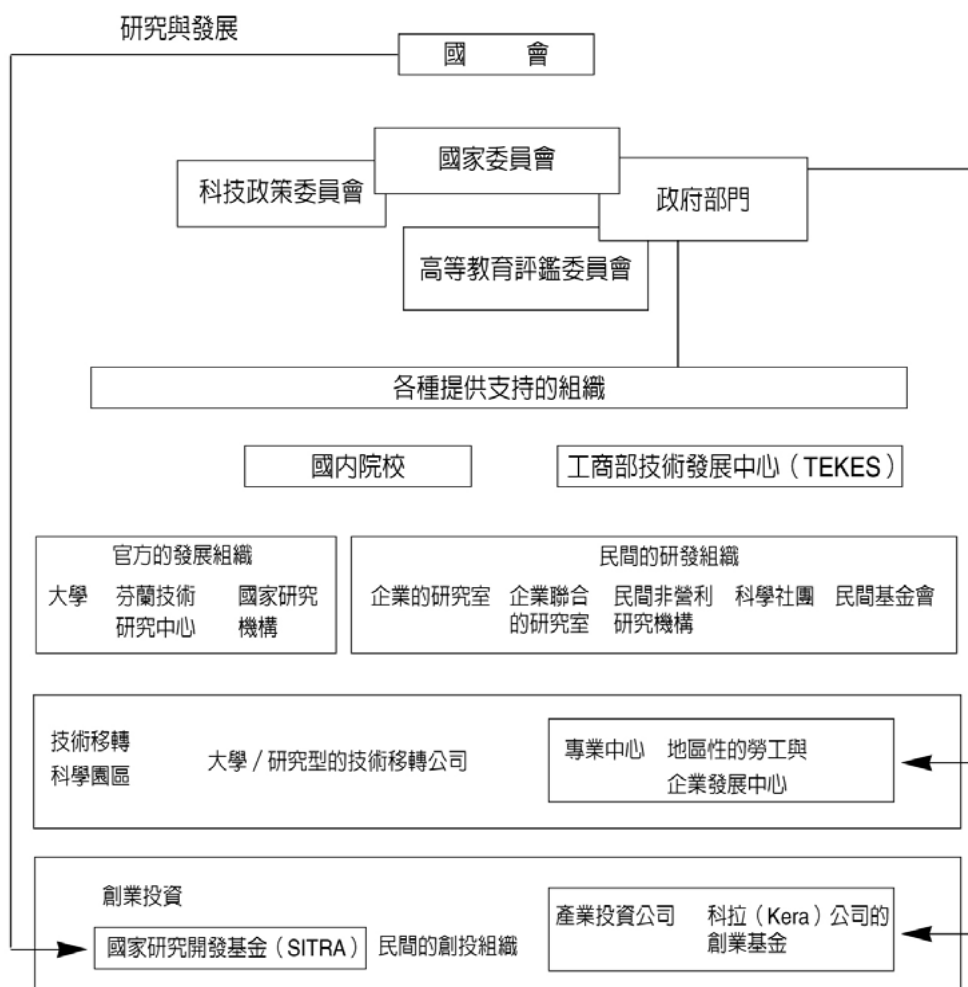 研究與發展
國　會
國家委員會
科技政策委員會
政府部門
高等教育評鑑委員會
各種提供支持的組織
國內院校
工商部技術發展中心（TEKES）
官方的發展組織
大學　芬蘭技術　國家研究
研究中心　機構
民間的研發組織
企業的研究室　企業聯合　民間非營利　科學社團　民間基金會
的研究室　研究機構
技術移轉
科學園區
大學／研究型的技術移轉公司
專業中心　地區性的勞工與
企業發展中心
創業投資
國家研究開發基金（SITRA）
民間的創投組織
產業投資公司　科拉（Kera）公司的
創業基金